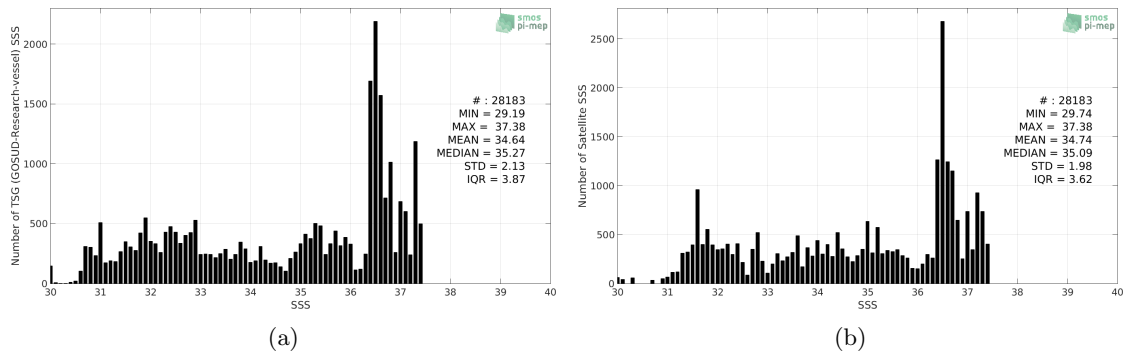 smos
pi-mep
Number of TSG (GOSUD-Research-vessel) SSS
2000
1500
1000
500
0
# : 28183
MIN = 29.19
MAX = 37.38
MEAN = 34.64
MEDIAN = 35.27
STD = 2.13
IQR = 3.87
30 31 32 33 34 35 36 37 38 39 40
SSS
(a)
smos
pi-mep
Number of Satellite SSS
2500
2000
1500
1000
500
0
# : 28183
MIN = 29.74
MAX = 37.38
MEAN = 34.74
MEDIAN = 35.09
STD = 1.98
IQR = 3.62
30 31 32 33 34 35 36 37 38 39 40
SSS
(b)